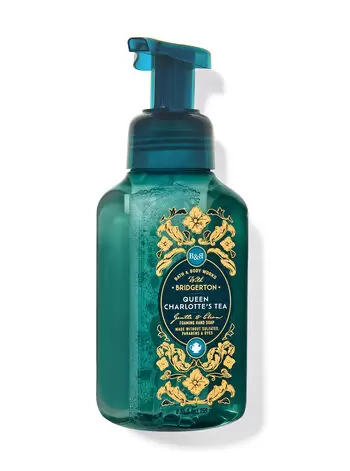 B&B
BATH & BODY WORKS
With
• BRIDGERTON •
QUEEN
CHARLOTTE'S TEA
Gentle & Clean
FOAMING HAND SOAP
MADE WITHOUT SULFATES,
PARABENS & DYES